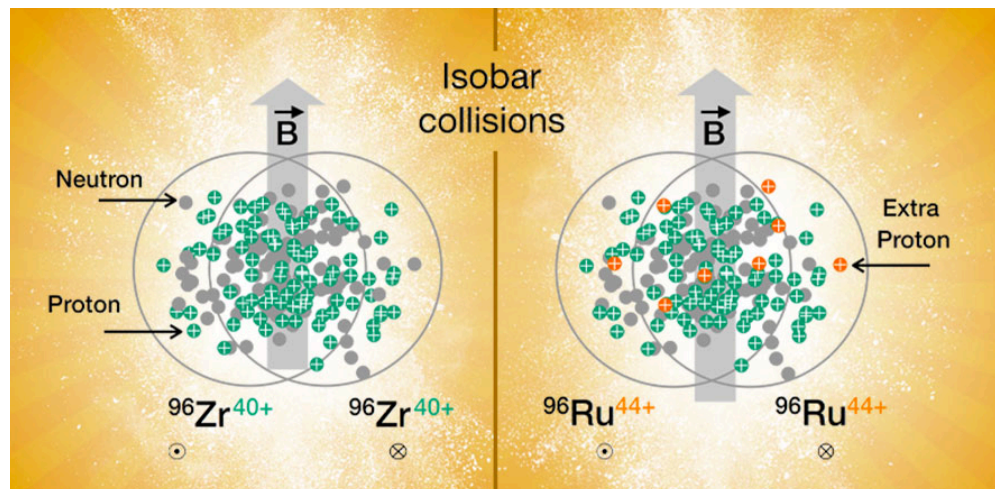 Isobar
collisions
B
Neutron
Proton
⁹⁶Zr⁴⁰⁺ ⁹⁶Zr⁴⁰⁺
B
Extra
Proton
⁹⁶Ru⁴⁴⁺ ⁹⁶Ru⁴⁴⁺